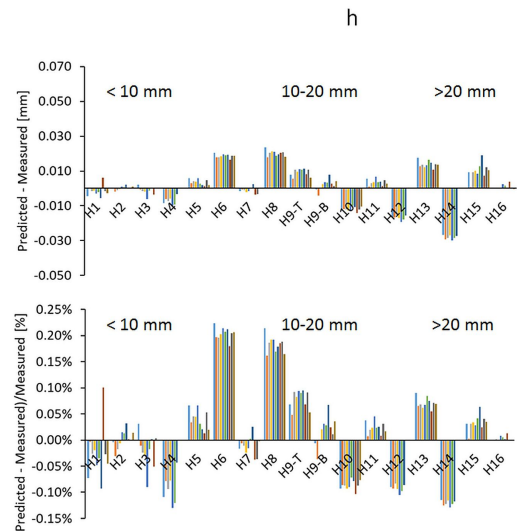 h
Predicted - Measured [mm]
0.070
0.050
0.030
0.010
-0.010
-0.030
-0.050
< 10 mm 10-20 mm >20 mm
H1 H2 H3 H4 H5 H6 H7 H8 H9-T H9-B H10 H11 H12 H13 H14 H15 H16
Predicted - Measured)/Measured [%]
0.25%
0.20%
0.15%
0.10%
0.05%
0.00%
-0.05%
-0.10%
-0.15%
< 10 mm 10-20 mm >20 mm
H1 H2 H3 H4 H5 H6 H7 H8 H9-T H9-B H10 H11 H12 H13 H14 H15 H16